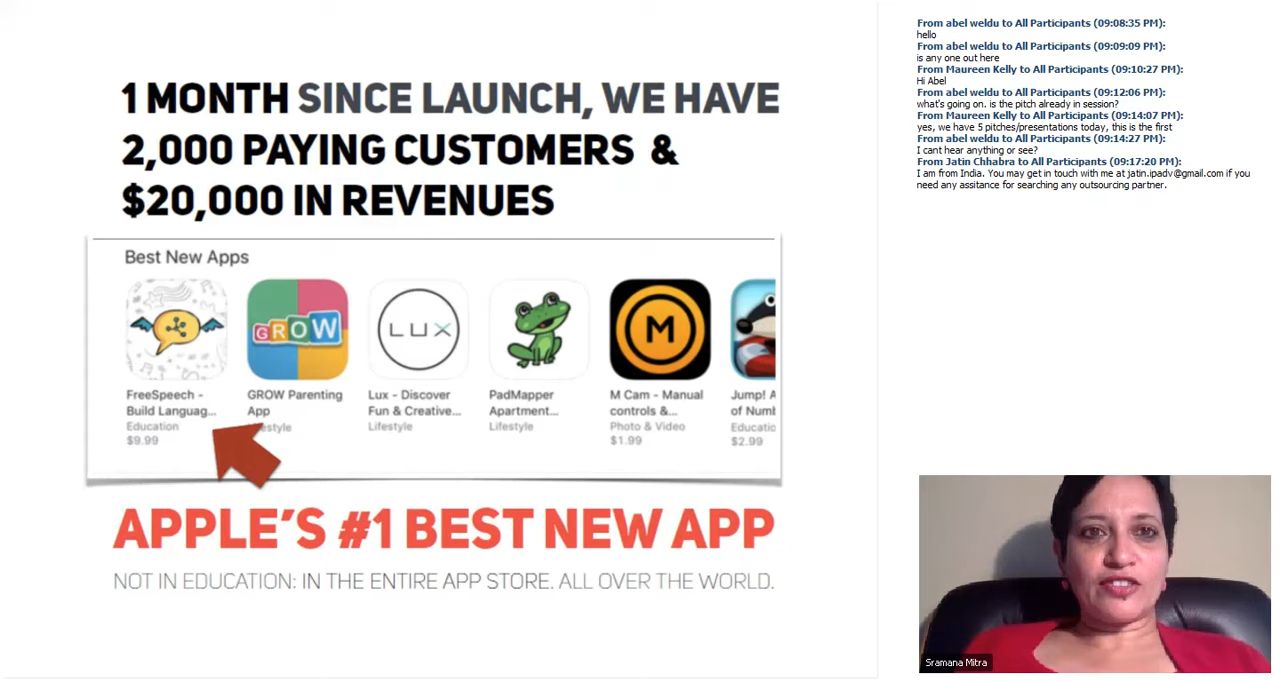 1 MONTH SINCE LAUNCH, WE HAVE
2,000 PAYING CUSTOMERS &
$20,000 IN REVENUES
Best New Apps
GROW
LUX
M
FreeSpeech -
Build Languag...
Education
$9.99
GROW Parenting
App
estyle
Lux - Discover
Fun & Creative...
Lifestyle
PadMapper
Apartment...
Lifestyle
M Cam - Manual
controls &...
Photo & Video
$1.99
Jump! A
of Numb
Educatio
$2.99
APPLE'S #1 BEST NEW APP
NOT IN EDUCATION: IN THE ENTIRE APP STORE. ALL OVER THE WORLD.
From abel weldu to All Participants (09:08:35 PM):
hello
From abel weldu to All Participants (09:09:09 PM):
is any one out here
From Maureen Kelly to All Participants (09:10:27 PM):
Hi Abel
From abel weldu to All Participants (09:12:06 PM):
what's going on. is the pitch already in session?
From Maureen Kelly to All Participants (09:14:07 PM):
yes, we have 5 pitches/presentations today, this is the first
From abel weldu to All Participants (09:14:27 PM):
I cant hear anything or see?
From Jatin Chhabra to All Participants (09:17:20 PM):
I am from India. You may get in touch with me at jatin.ipadv@gmail.com if you
need any assitance for searching any outsourcing partner.
Sramana Mitra